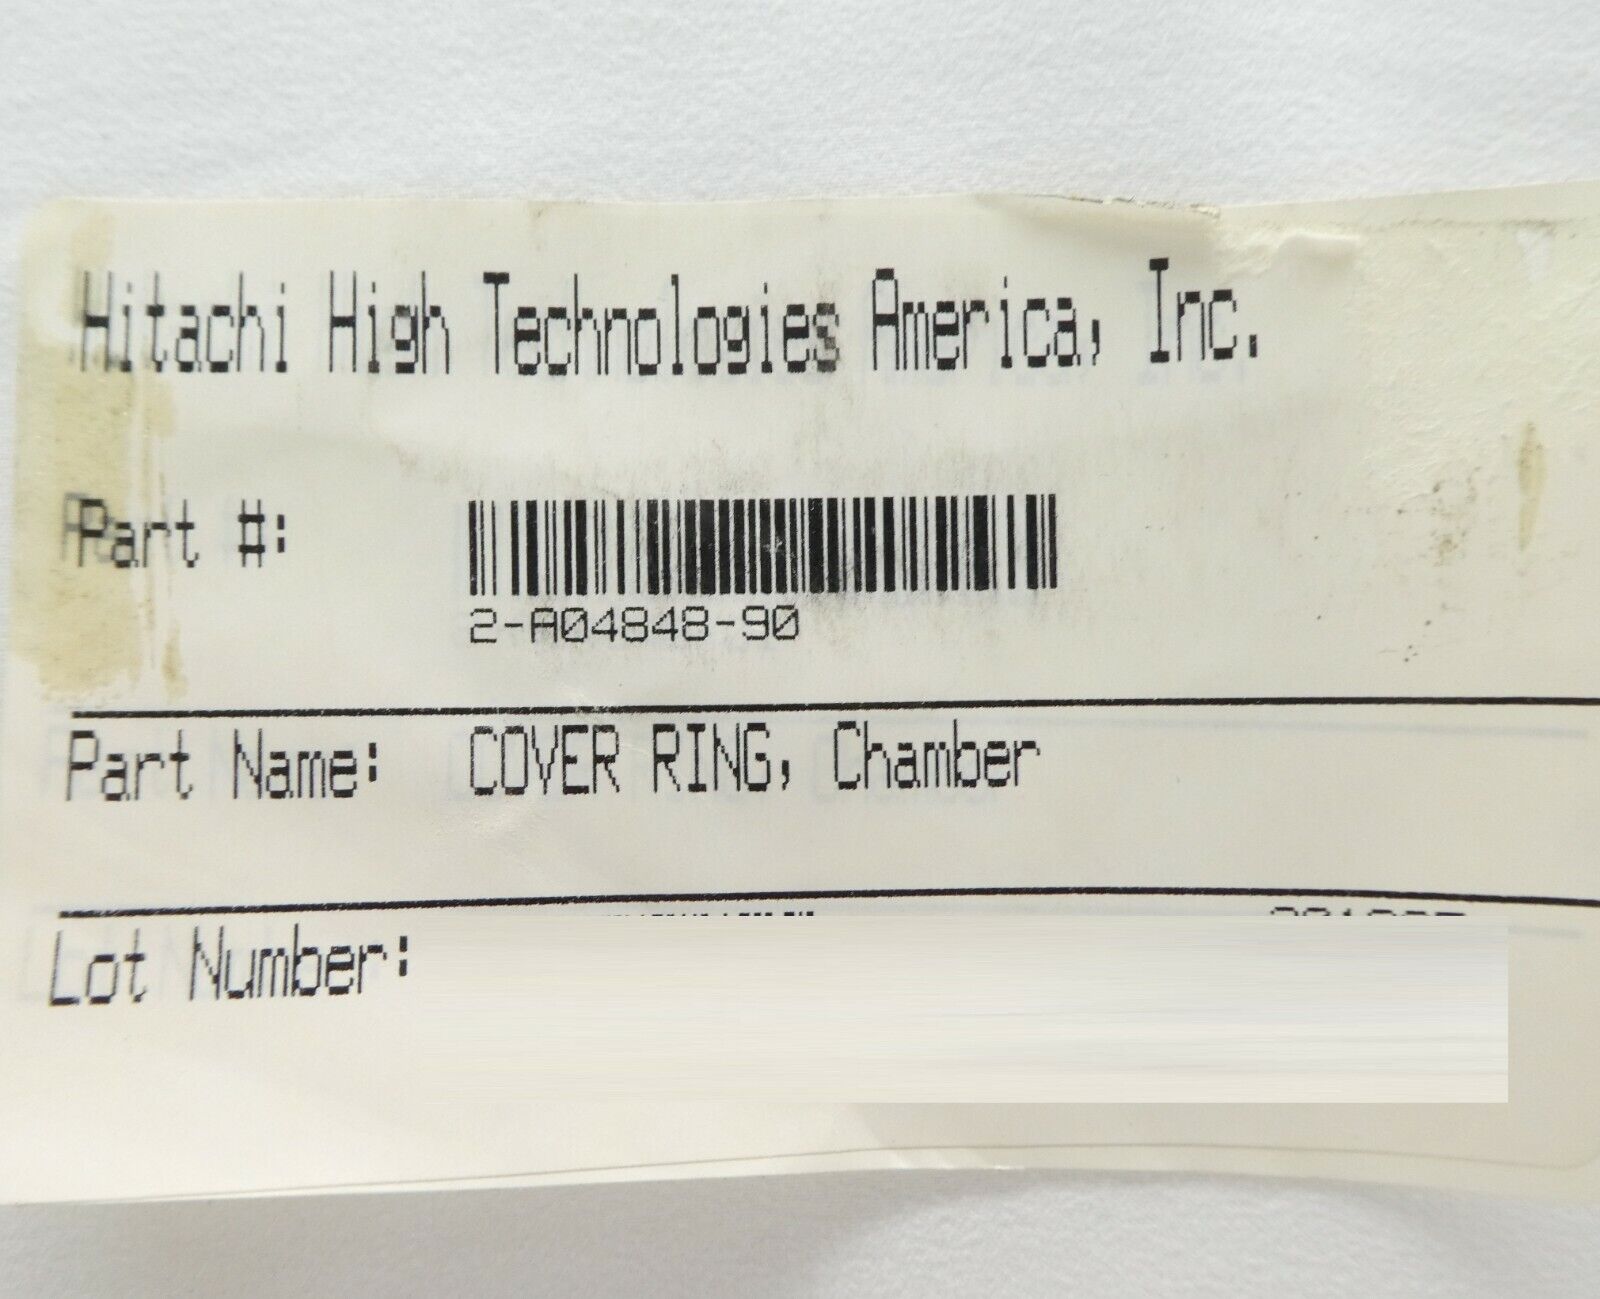 Hitachi High Technologies America, Inc.
Part #:
2-A04848-90
Part Name: COVER RING, Chamber
Lot Number: